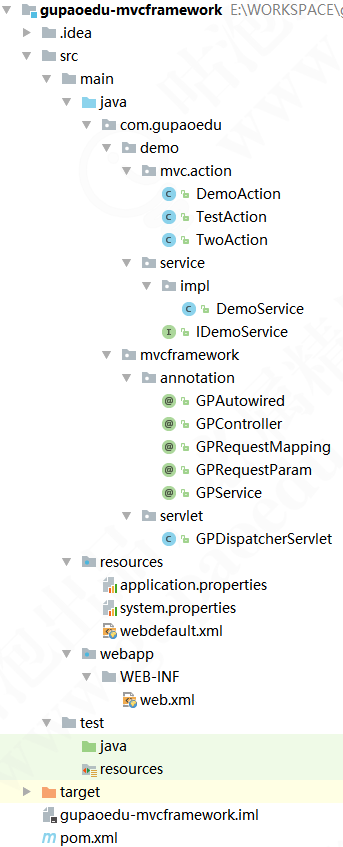 gupaoedu-mvcframework E:\WORKSPACE\g
.idea
src
main
java
com.gupaoedu
demo
mvc.action
DemoAction
TestAction
TwoAction
service
impl
DemoService
IDemoService
mvcframework
annotation
GPAutowired
GPController
GPRequestMapping
GPRequestParam
GPService
servlet
GPDispatcherServlet
resources
application.properties
system.properties
webdefault.xml
webapp
WEB-INF
web.xml
test
java
resources
target
gupaoedu-mvcframework.iml
pom.xml